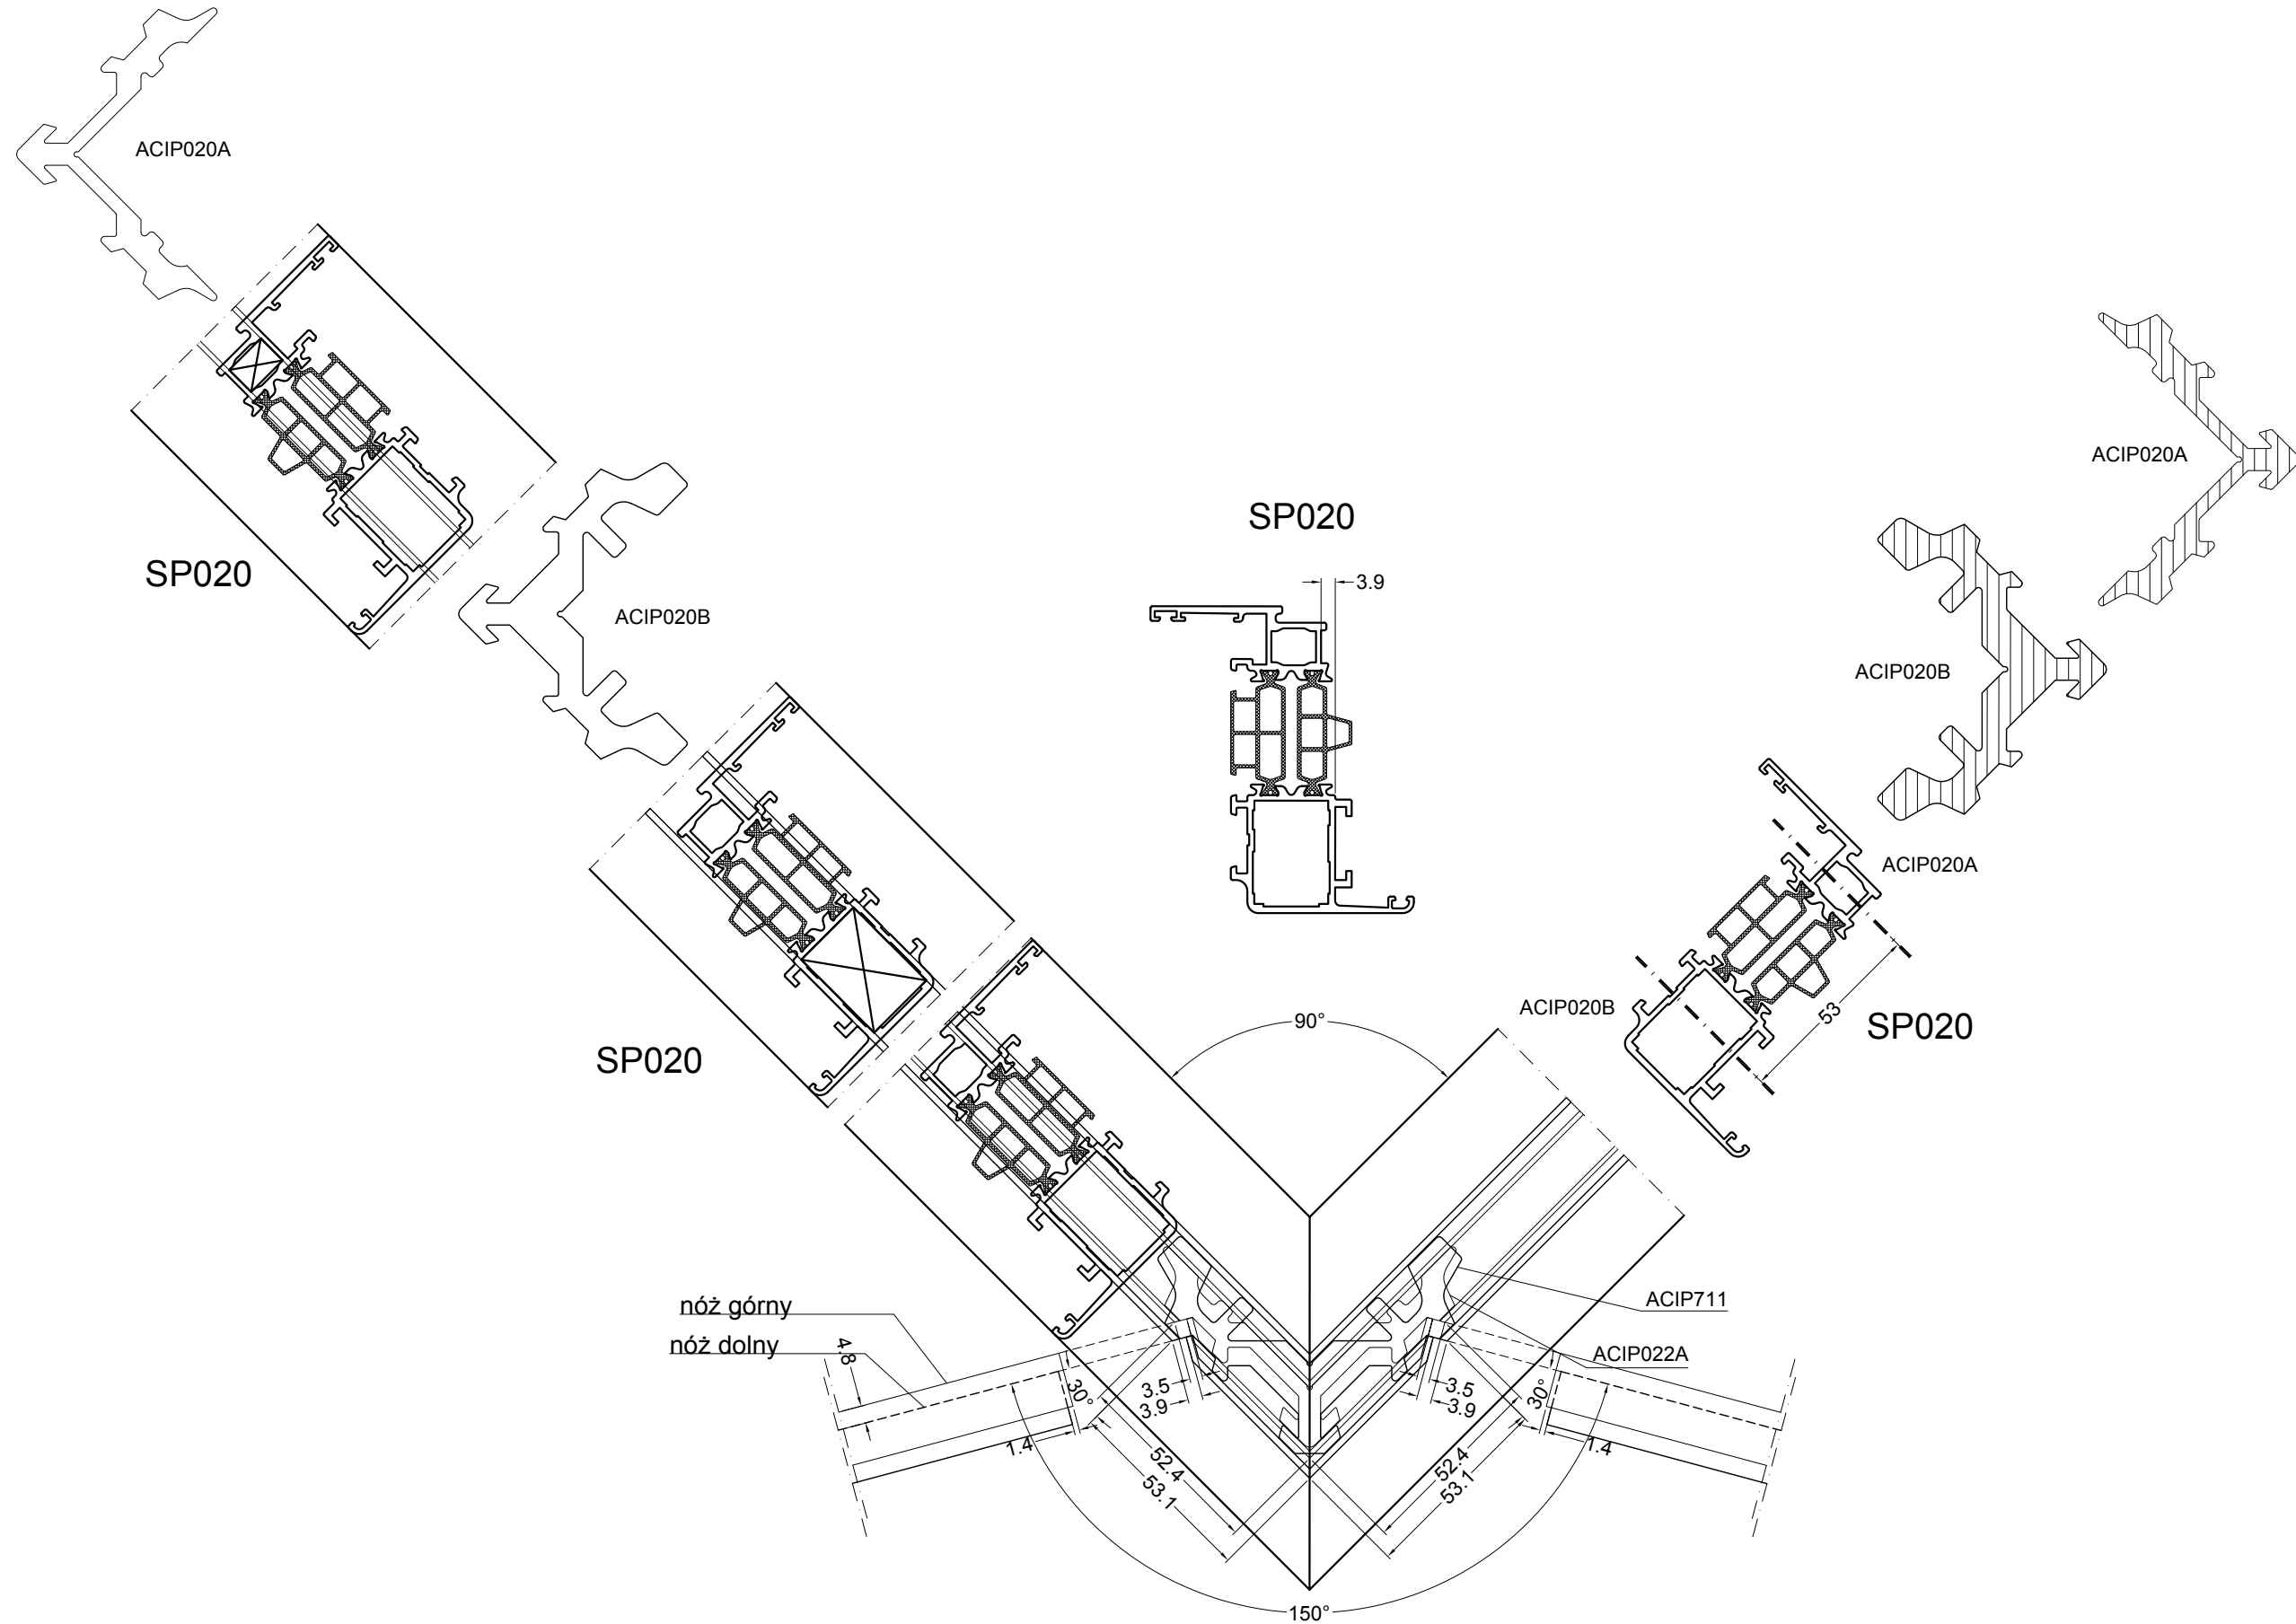 ACIP020A
SP020
ACIP020B
SP020
SP020
3.9
ACIP020A
ACIP020B
ACIP020A
ACIP020B
53
SP020
90°
nóż górny
nóż dolny
4.8
30°
3.5
3.9
1.4
52.4
53.1
ACIP711
ACIP022A
3.5
3.9
30°
1.4
52.4
53.1
150°